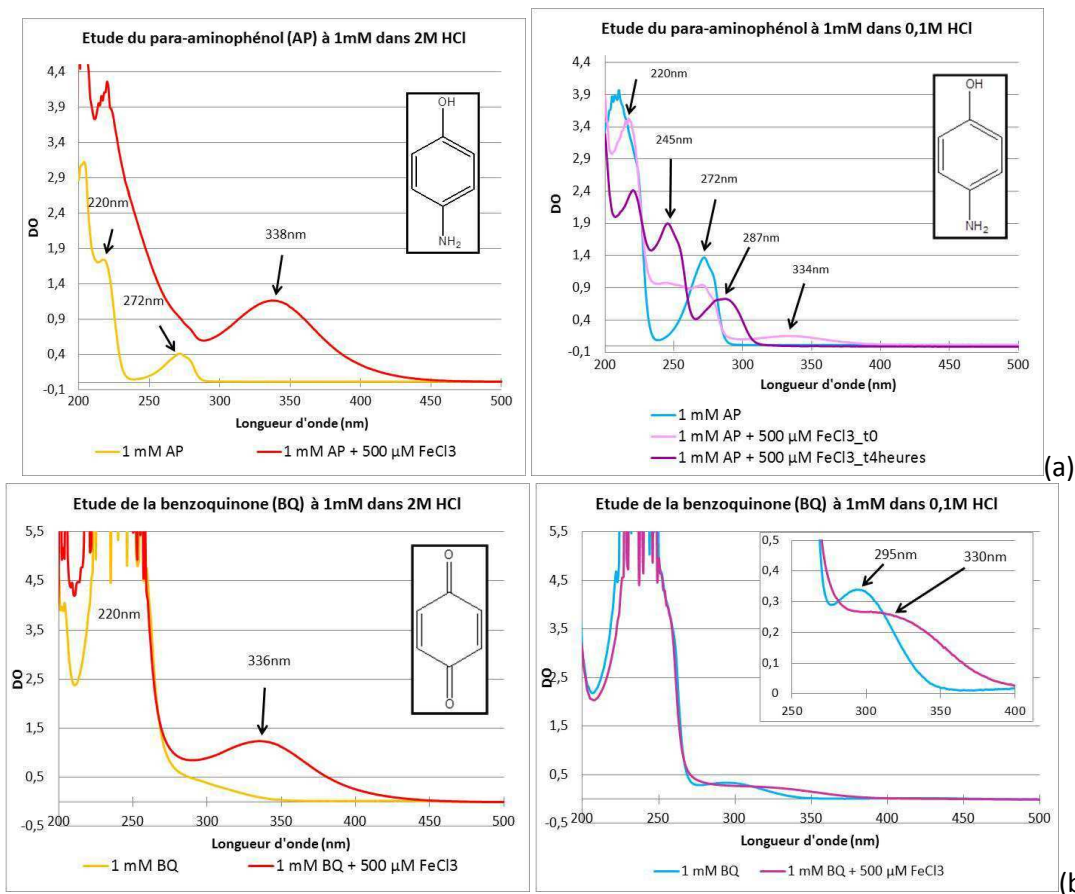 Etude du para-aminophénol (AP) à 1mM dans 2M HCl
4,4
3,9
3,4
2,9
2,4
1,9
1,4
0,9
0,4
-0,1
DO
220nm
272nm
338nm
OH
NH2
200 250 300 350 400 450 500
Longueur d'onde (nm)
1 mM AP 1 mM AP + 500 µM FeCl3
Etude du para-aminophénol à 1mM dans 0,1M HCl
4,4
3,9
3,4
2,9
2,4
1,9
1,4
0,9
0,4
-0,1
DO
220nm
245nm
272nm
287nm
334nm
OH
NH2
200 250 300 350 400 450 500
Longueur d'onde (nm)
1 mM AP
1 mM AP + 500 µM FeCl3_t0
1 mM AP + 500 µM FeCl3_t4heures
(a)
Etude de la benzoquinone (BQ) à 1mM dans 2M HCl
5,5
4,5
3,5
2,5
1,5
0,5
-0,5
DO
220nm
336nm
O
O
200 250 300 350 400 450 500
Longueur d'onde (nm)
1 mM BQ 1 mM BQ + 500 µM FeCl3
Etude de la benzoquinone (BQ) à 1mM dans 0,1M HCl
5,5
4,5
3,5
2,5
1,5
0,5
-0,5
DO
0,5
0,4
0,3
0,2
0,1
0
295nm
330nm
250 300 350 400
200 250 300 350 400 450 500
Longueur d'onde (nm)
1 mM BQ 1 mM BQ + 500 µM FeCl3
(b